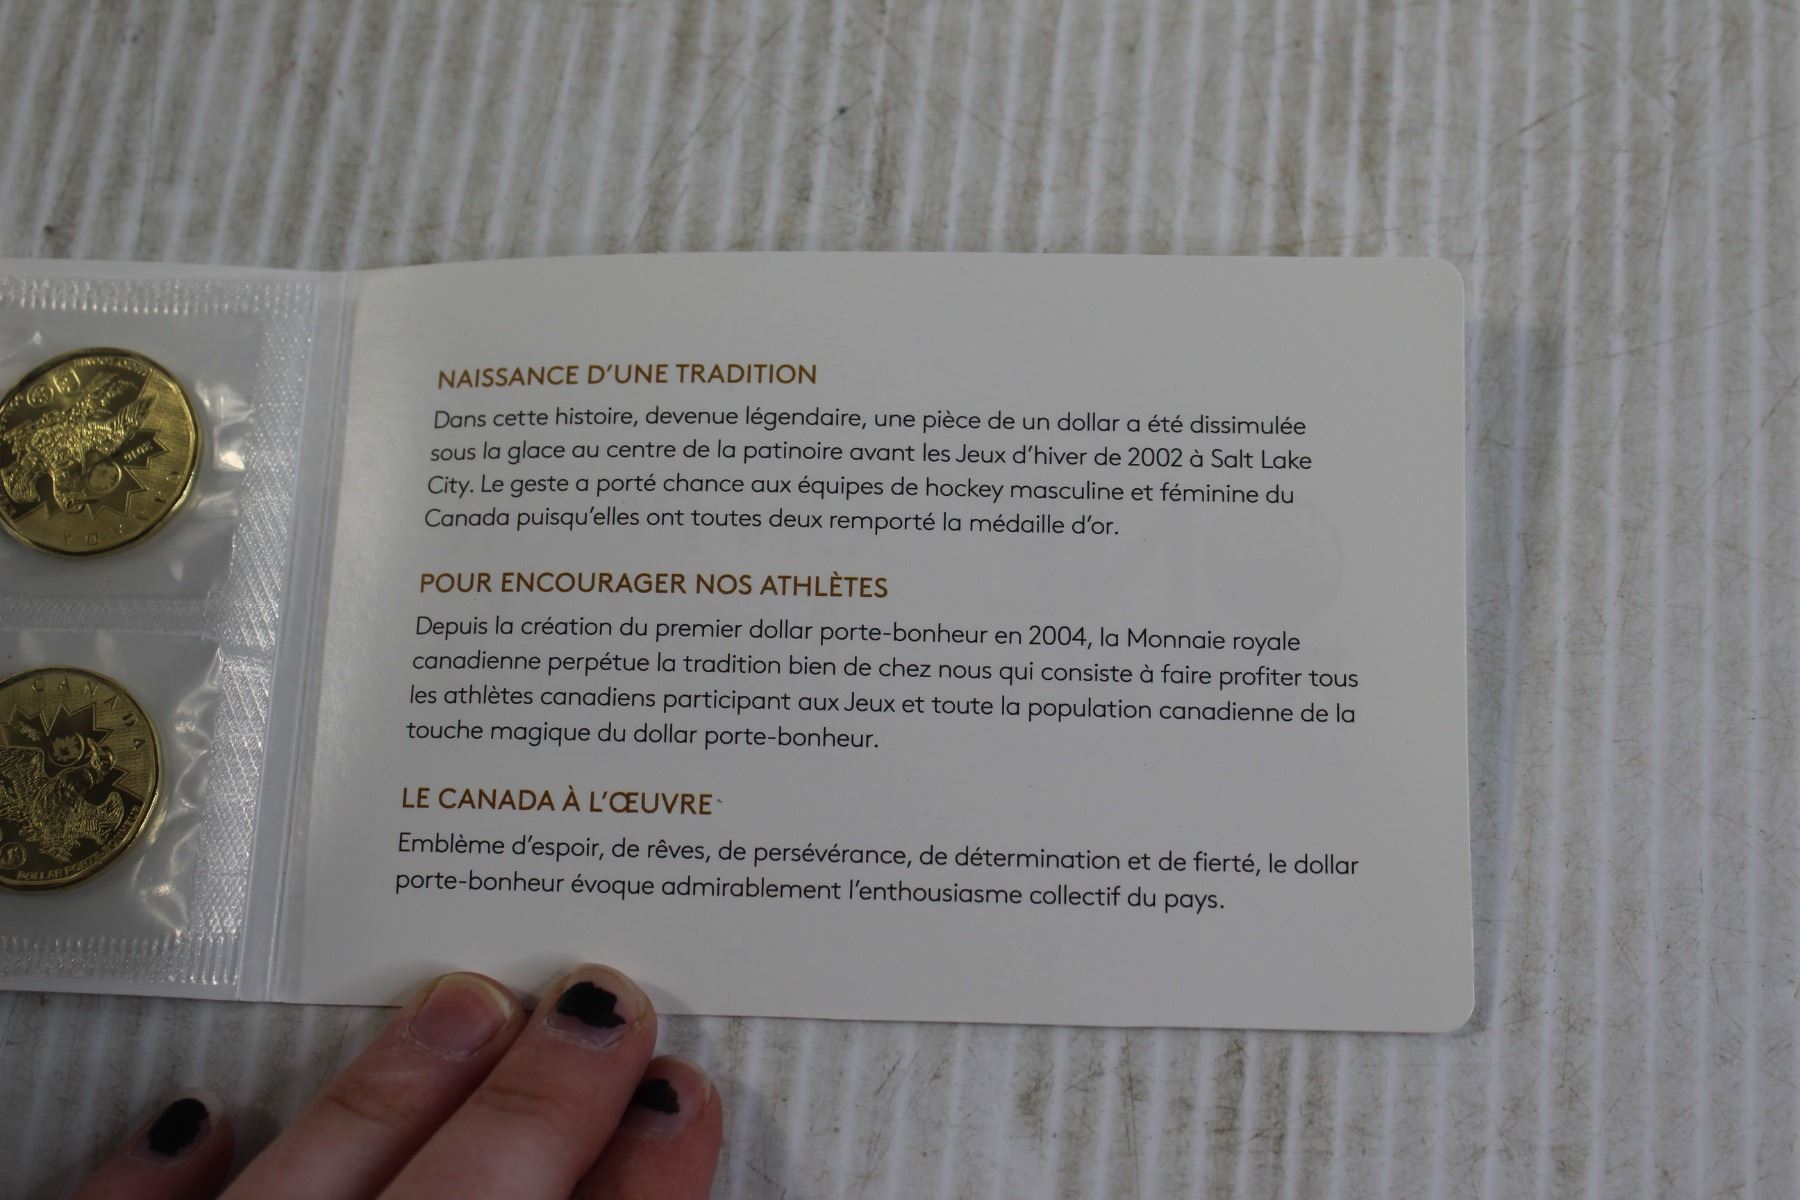 NAISSANCE D'UNE TRADITION
Dans cette histoire, devenue légendaire, une pièce de un dollar a été dissimulée
sous la glace au centre de la patinoire avant les Jeux d'hiver de 2002 à Salt Lake
City. Le geste a porté chance aux équipes de hockey masculine et féminine du
Canada puisqu'elles ont toutes deux remporté la médaille d'or.
POUR ENCOURAGER NOS ATHLÈTES
Depuis la création du premier dollar porte-bonheur en 2004, la Monnaie royale
canadienne perpétue la tradition bien de chez nous qui consiste à faire profiter tous
les athlètes canadiens participant aux Jeux et toute la population canadienne de la
touche magique du dollar porte-bonheur.
LE CANADA À L'ŒUVRE
Emblème d'espoir, de rêves, de persévérance, de détermination et de fierté, le dollar
porte-bonheur évoque admirablement l'enthousiasme collectif du pays.
CANADA
2016
DOLLAR